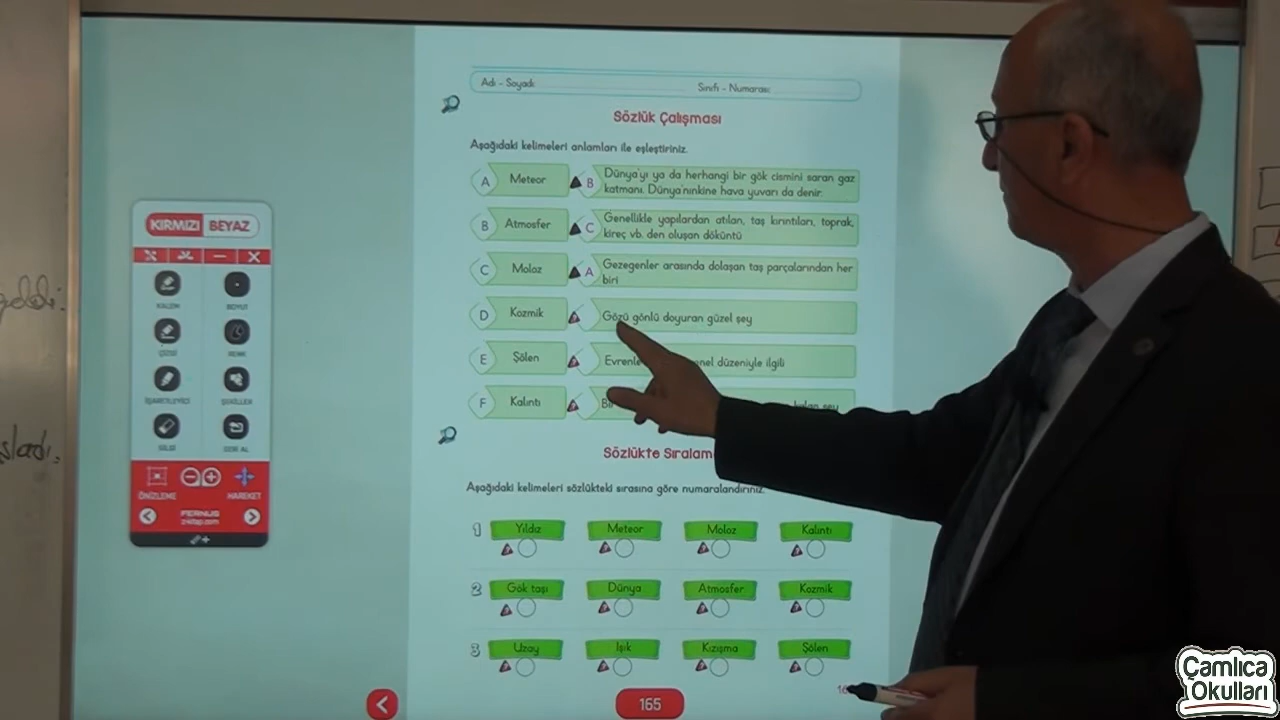 Adı - Soyadı: Sınıfı - Numarası:
Sözlük Çalışması
Aşağıdaki kelimeleri anlamları ile eşleştiriniz.
A Meteor B Dünya'yı ya da herhangi bir gök cismini saran gaz
katmanı. Dünya'nınkine hava yuvarı da denir.
B Atmosfer C Genellikle yapılardan atılan, taş kırıntıları, toprak,
kireç vb. den oluşan döküntü
C Moloz A Gezegenler arasında dolaşan taş parçalarından her
biri
D Kozmik Gözü gönlü doyuran güzel şey
E Şölen düzeniyle ilgili
F Kalıntı şey
Sözlükte
Aşağıdaki kelimeleri sözlükteki sırasına göre numaralandırınız.
1 Yıldız Meteor Moloz Kalıntı
2 Gök taşı Dünya Atmosfer Kozmik
3 Uzay Işık Kızışma Şölen
165
KIRMIZI BEYAZ
KALEM BOYUT
ÇİZGİ RENK
İŞARETLEYİCİ ŞEKİLLER
SİLGİ GERİ AL
ÖNİZLEME HAREKET
FERNUS
z-kitap.com
Çamlıca
Okulları